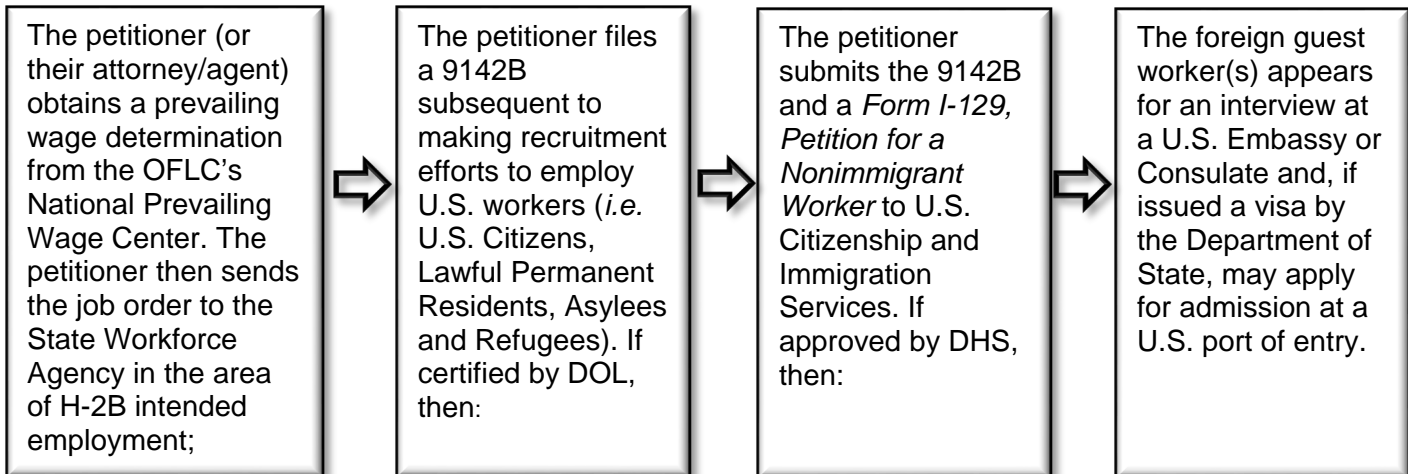 The petitioner (or
their attorney/agent)
obtains a prevailing
wage determination
from the OFLC’s
National Prevailing
Wage Center. The
petitioner then sends
the job order to the
State Workforce
Agency in the area
of H-2B intended
employment;
The petitioner files
a 9142B
subsequent to
making recruitment
efforts to employ
U.S. workers (i.e.
U.S. Citizens,
Lawful Permanent
Residents, Asylees
and Refugees). If
certified by DOL,
then:
The petitioner
submits the 9142B
and a Form I-129,
Petition for a
Nonimmigrant
Worker to U.S.
Citizenship and
Immigration
Services. If
approved by DHS,
then:
The foreign guest
worker(s) appears
for an interview at
a U.S. Embassy or
Consulate and, if
issued a visa by
the Department of
State, may apply
for admission at a
U.S. port of entry.